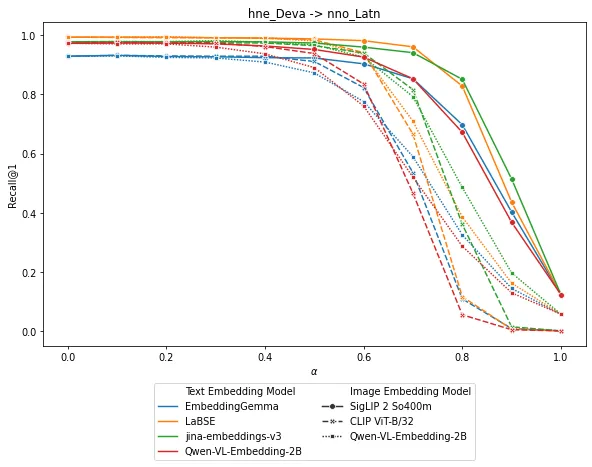 hne_Deva -> nno_Latn
1.0
0.8
0.6
0.4
0.2
0.0
Recall@1
0.0 0.2 0.4 0.6 0.8 1.0
α
Text Embedding Model Image Embedding Model
EmbeddingGemma SigLIP 2 So400m
LaBSE CLIP ViT-B/32
jina-embeddings-v3 Qwen-VL-Embedding-2B
Qwen-VL-Embedding-2B